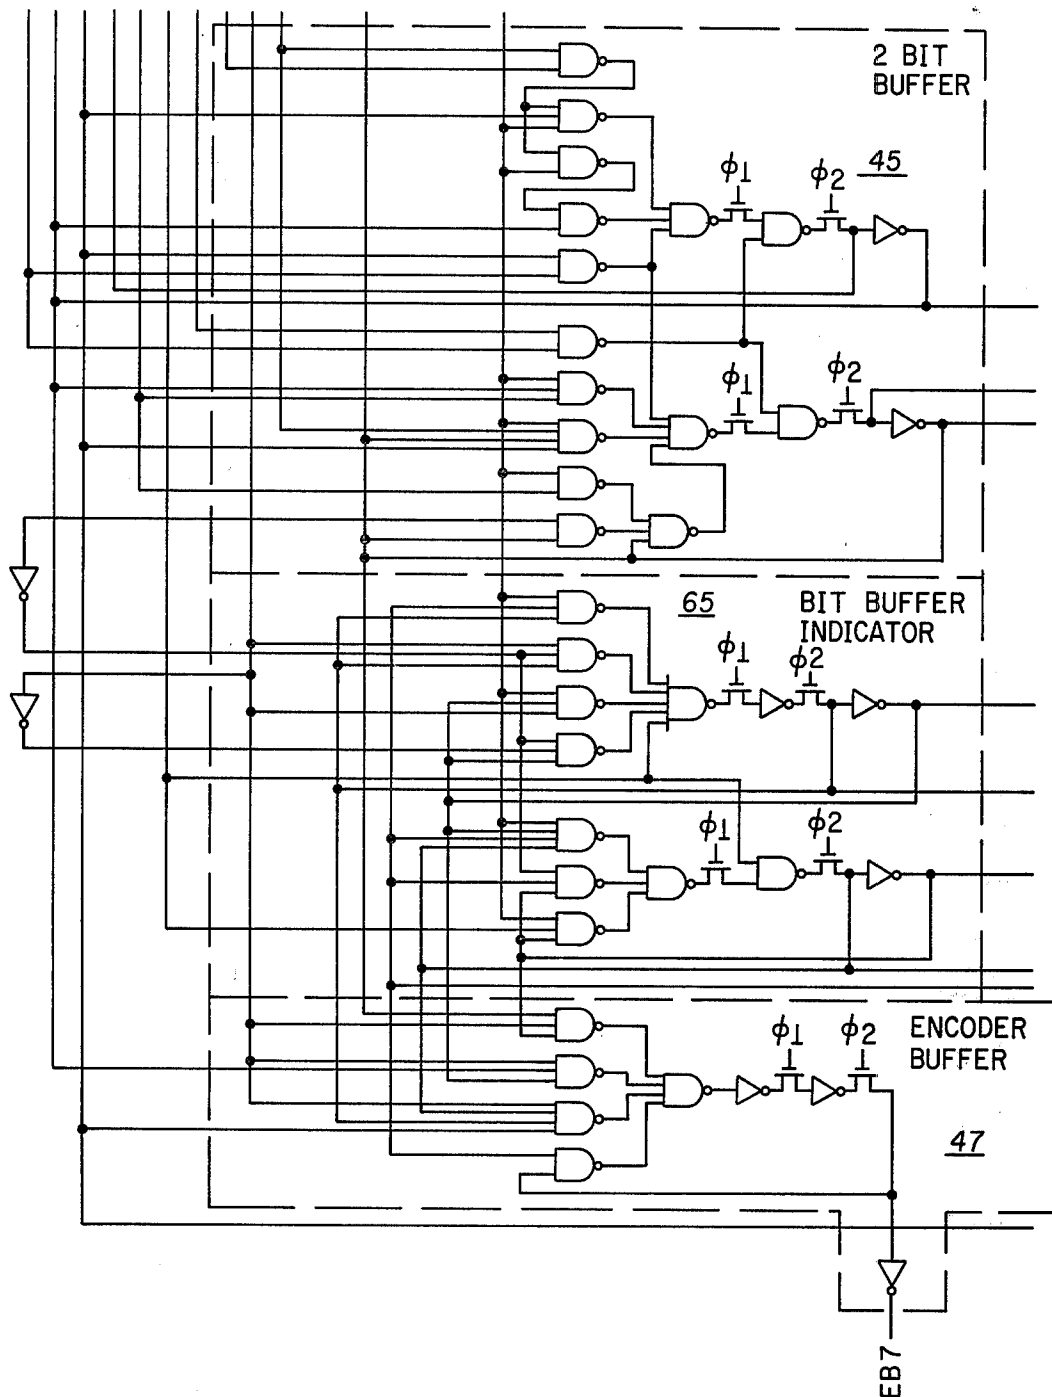 2 BIT
BUFFER
45
ϕ1
ϕ2
ϕ1
ϕ2
65
BIT BUFFER
INDICATOR
ϕ1
ϕ2
ϕ1
ϕ2
ENCODER
BUFFER
ϕ1
ϕ2
47
EB7